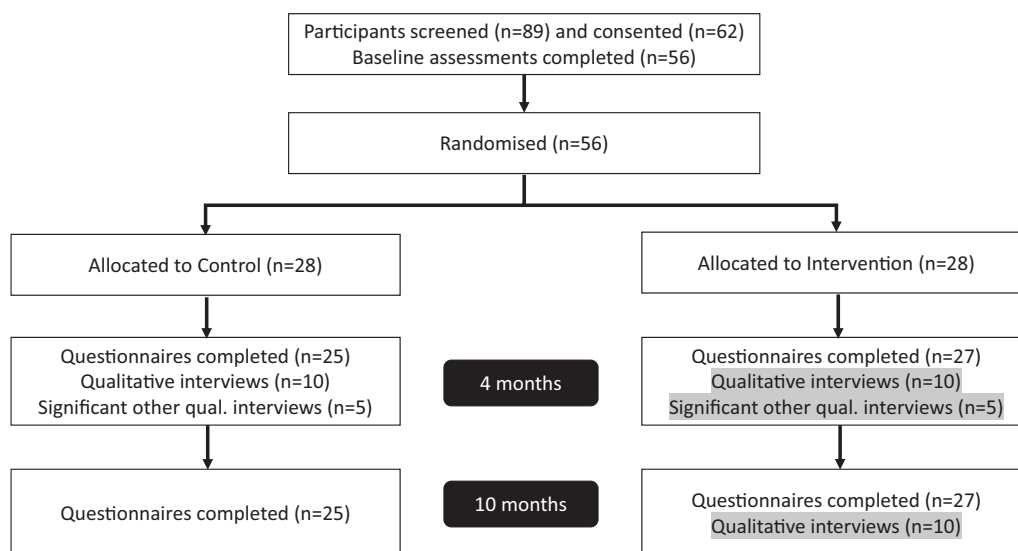 Participants screened (n=89) and consented (n=62)
Baseline assessments completed (n=56)
Randomised (n=56)
Allocated to Control (n=28)
Allocated to Intervention (n=28)
Questionnaires completed (n=25)
Qualitative interviews (n=10)
Significant other qual. interviews (n=5)
4 months
Questionnaires completed (n=27)
Qualitative interviews (n=10)
Significant other qual. interviews (n=5)
Questionnaires completed (n=25)
10 months
Questionnaires completed (n=27)
Qualitative interviews (n=10)